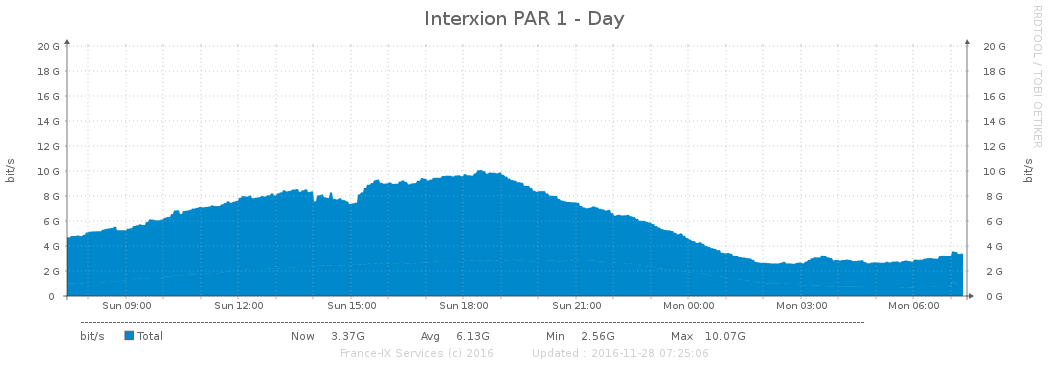 Interxion PAR 1 - Day
RRDTOOL / TOBI OETIKER
bit/s
20 G
18 G
16 G
14 G
12 G
10 G
8 G
6 G
4 G
2 G
0
20 G
18 G
16 G
14 G
12 G
10 G
8 G
6 G
4 G
2 G
0 G
bit/s
Sun 09:00 Sun 12:00 Sun 15:00 Sun 18:00 Sun 21:00 Mon 00:00 Mon 03:00 Mon 06:00
bit/s Total Now 3.37G Avg 6.13G Min 2.56G Max 10.07G
France-IX Services (c) 2016 Updated : 2016-11-28 07:25:06